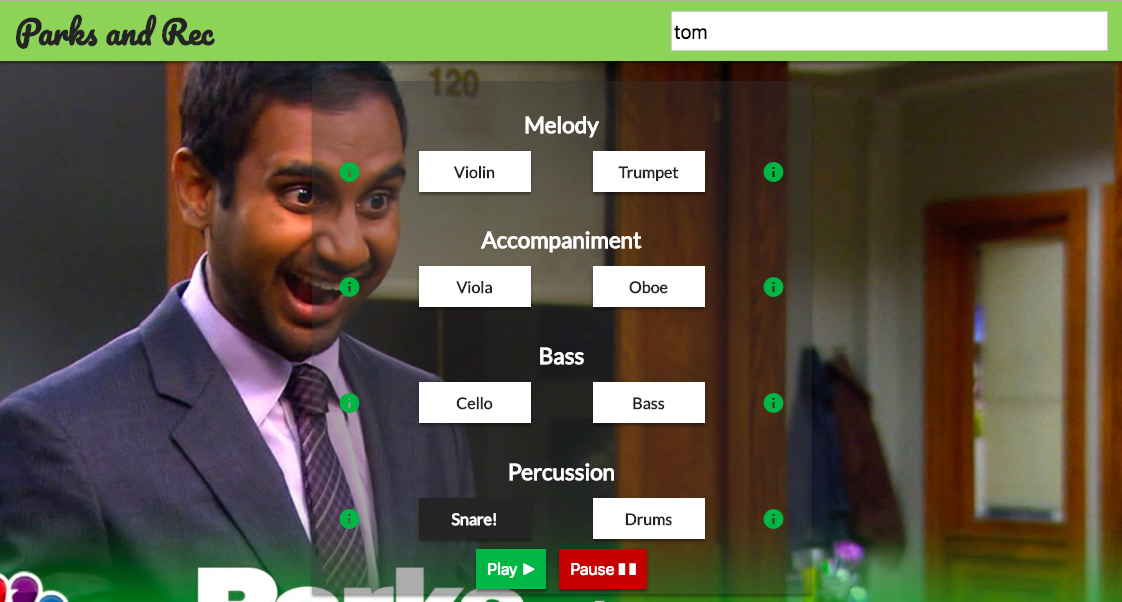 Parks and Rec
tom
120
Melody
Violin
Trumpet
Accompaniment
Viola
Oboe
Bass
Cello
Bass
Percussion
Snare!
Drums
Play
Pause
Parks